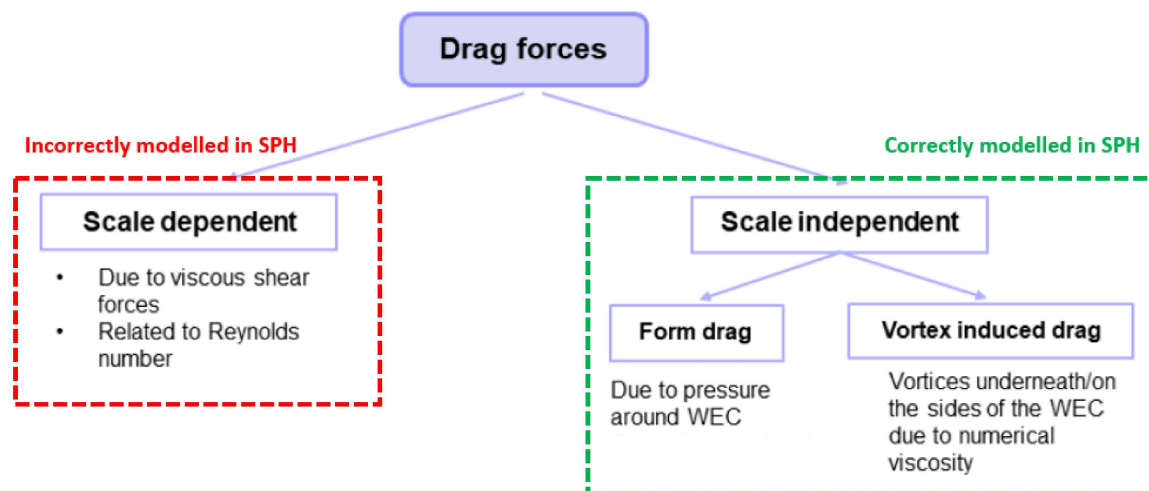 Drag forces
Incorrectly modelled in SPH
Correctly modelled in SPH
Scale dependent
• Due to viscous shear
forces
• Related to Reynolds
number
Scale independent
Form drag
Due to pressure
around WEC
Vortex induced drag
Vortices underneath/on
the sides of the WEC
due to numerical
viscosity